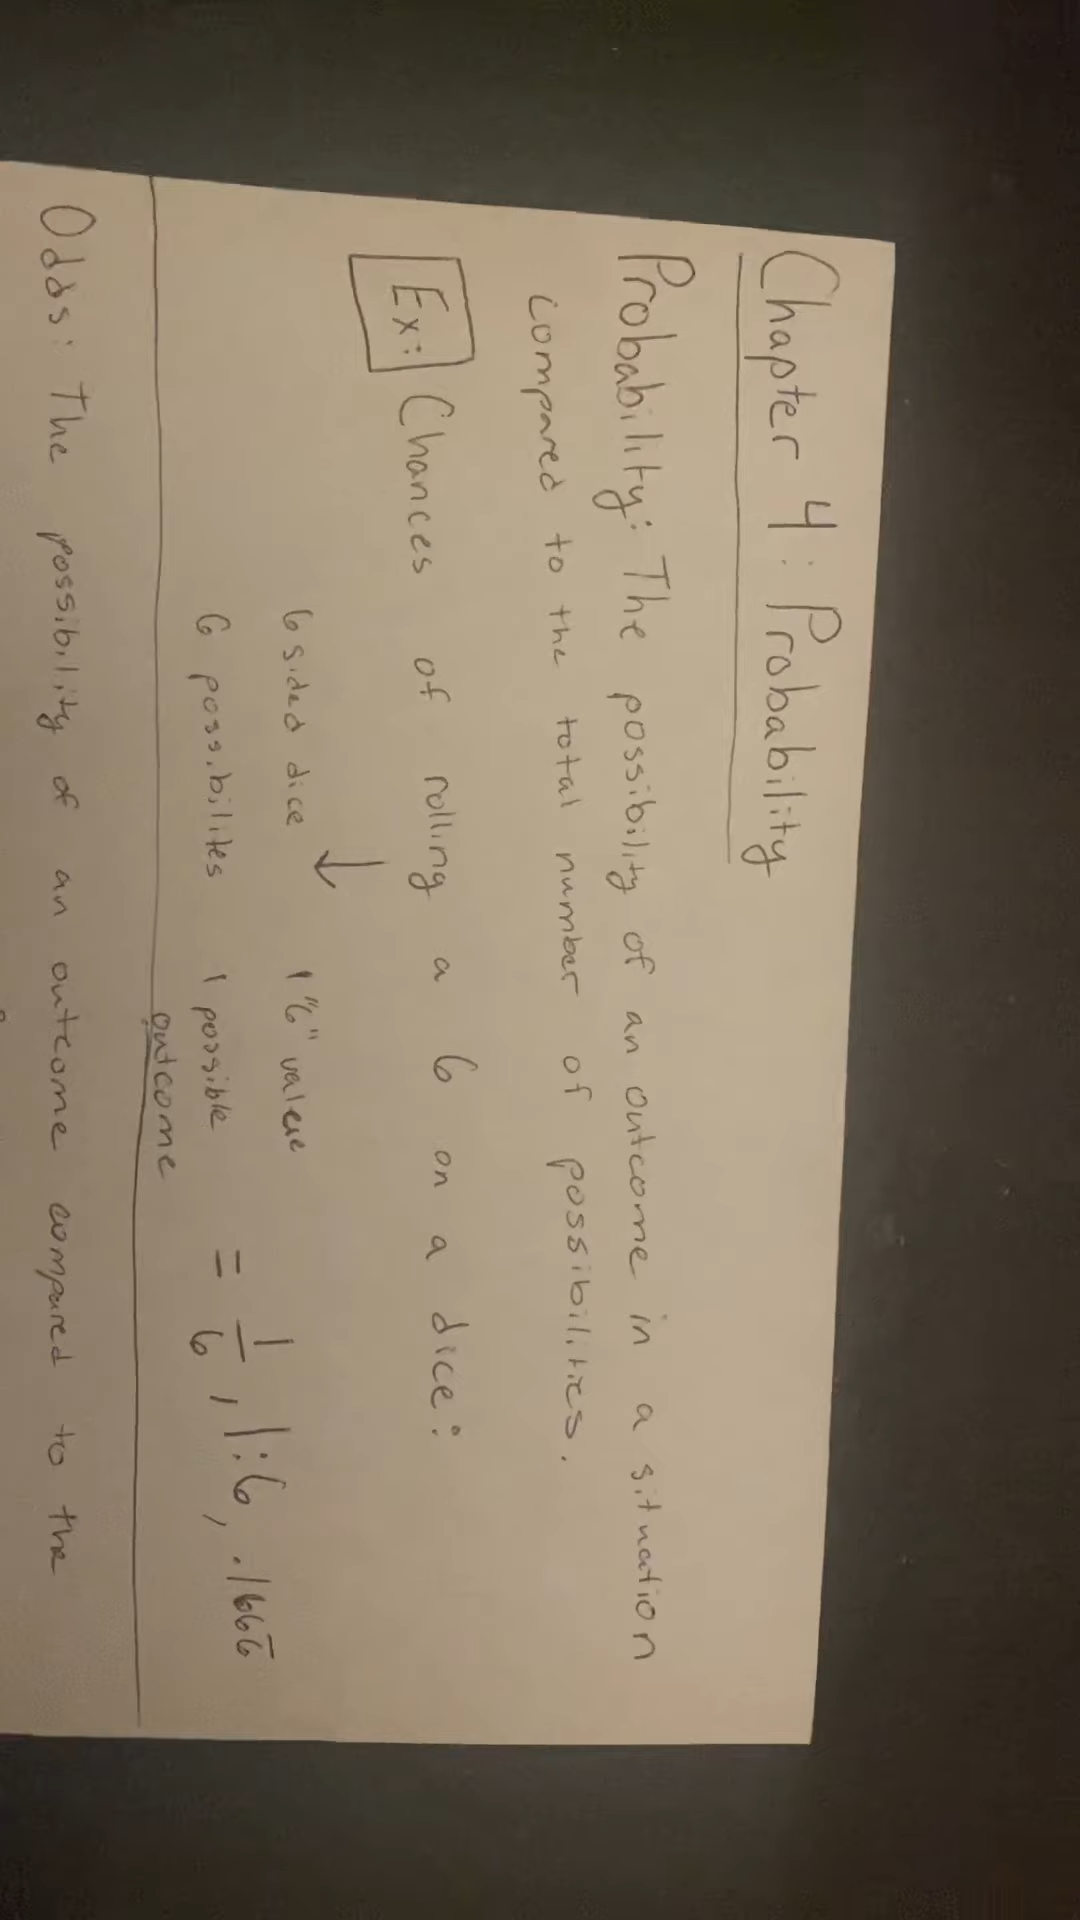 Chapter 4: Probability
Probability: The possibility of an outcome in a situation
compared to the total number of possibilities.
Ex: Chances of rolling a 6 on a dice:
↓
6 sided dice 1 "6" value
6 possibilites 1 possible outcome = 1/6, 1:6, .166̅6̅
Odds: The possibility of an outcome compared to the